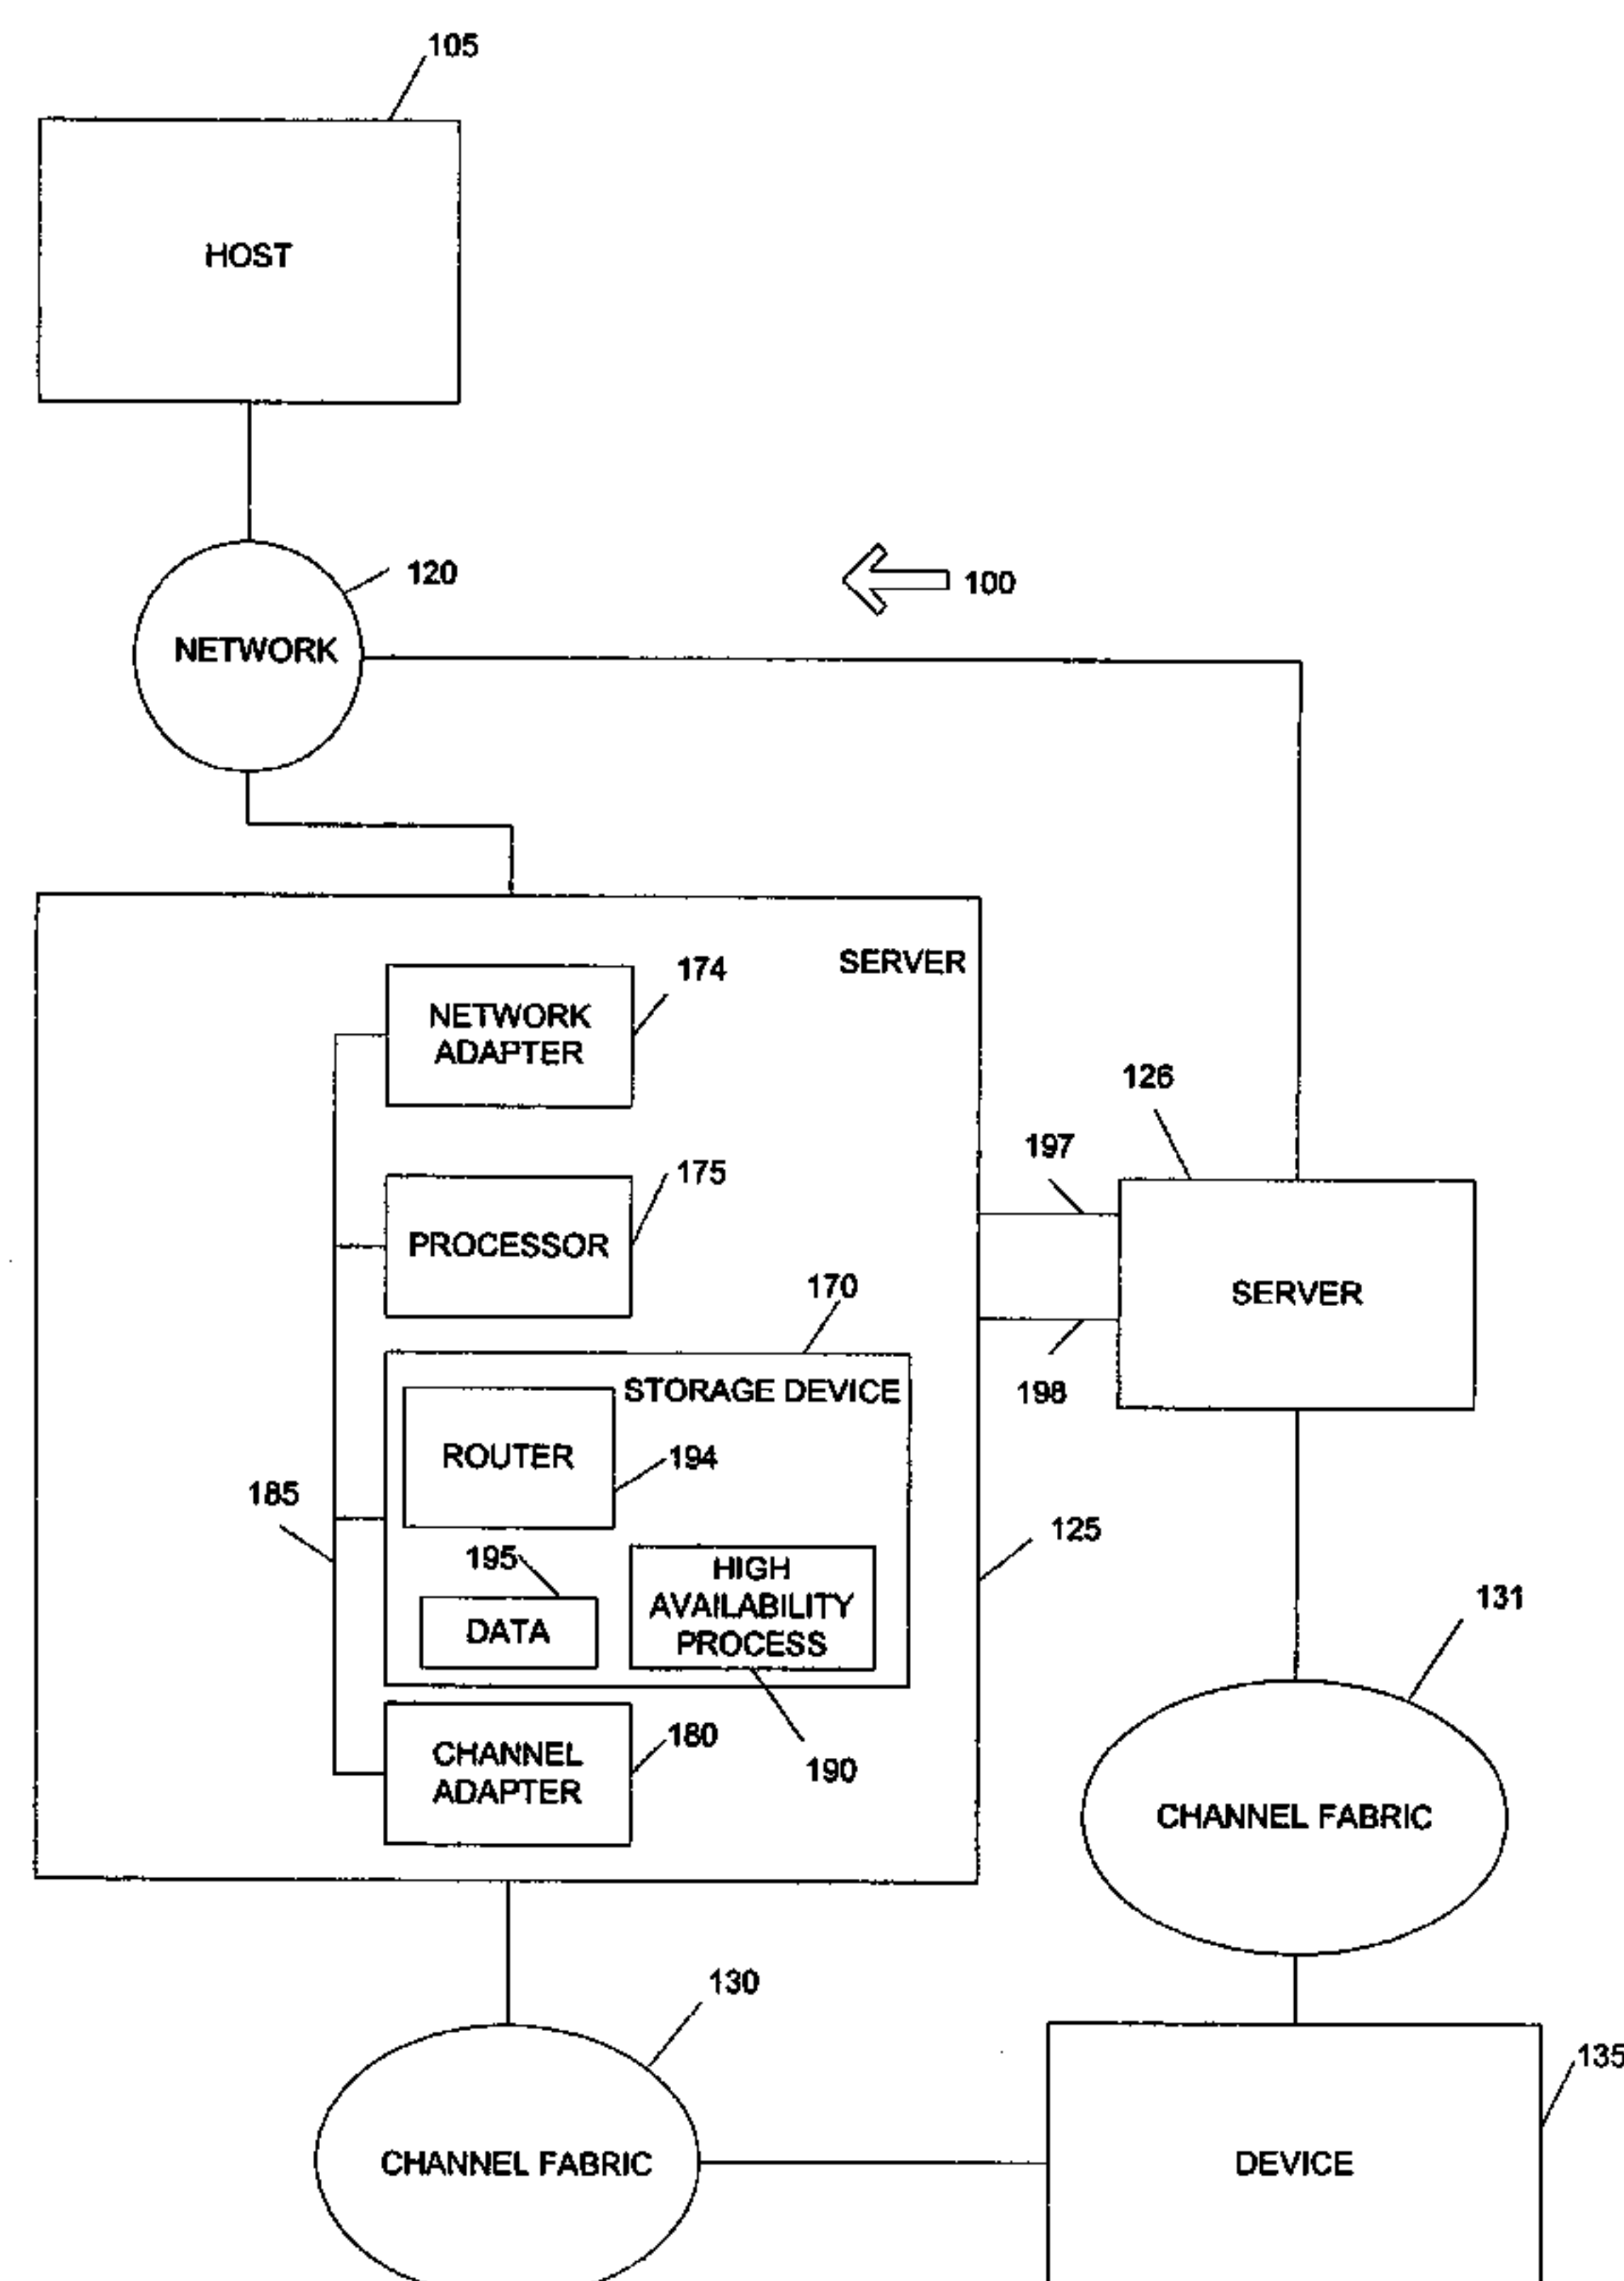 105
HOST
120
100
NETWORK
SERVER
174
NETWORK
ADAPTER
126
197
175
PROCESSOR
170
SERVER
STORAGE DEVICE
198
ROUTER
194
185
125
195
HIGH
AVAILABILITY
PROCESS
DATA
131
180
CHANNEL
ADAPTER
190
CHANNEL FABRIC
130
135
CHANNEL FABRIC
DEVICE